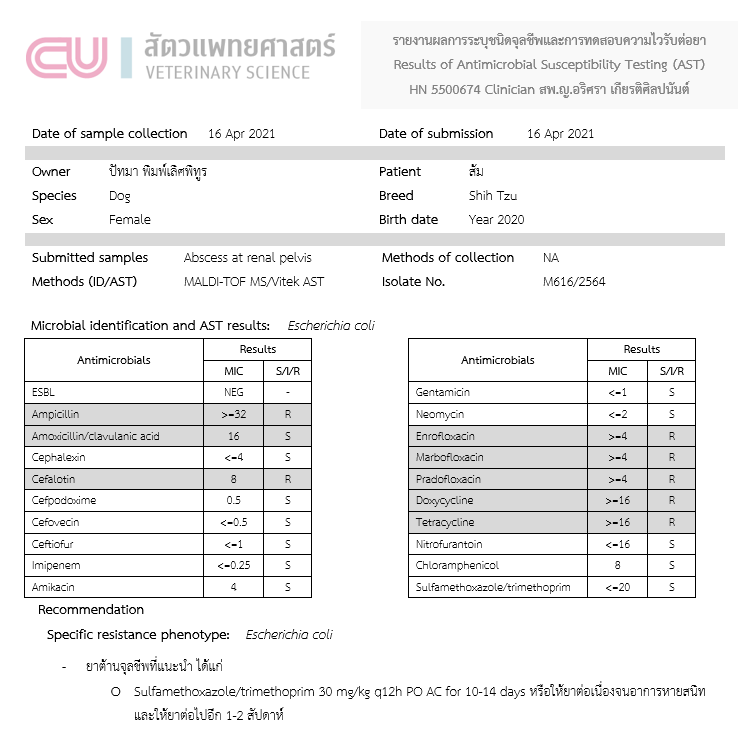 CU สัตวแพทยศาสตร์
VETERINARY SCIENCE
รายงานผลการระบุชนิดจุลชีพและการทดสอบความไวรับต่อยา
Results of Antimicrobial Susceptibility Testing (AST)
HN 5500674 Clinician สพ.ญ.อริศรา เกียรติศิลปนันต์
Date of sample collection 16 Apr 2021 Date of submission 16 Apr 2021
Owner ปัทมา พิมพ์เลิศพิทูร Patient ส้ม
Species Dog Breed Shih Tzu
Sex Female Birth date Year 2020
Submitted samples Abscess at renal pelvis Methods of collection NA
Methods (ID/AST) MALDI-TOF MS/Vitek AST Isolate No. M616/2564
Microbial identification and AST results: Escherichia coli
Antimicrobials Results
MIC S/I/R
ESBL NEG -
Ampicillin >=32 R
Amoxicillin/clavulanic acid 16 S
Cephalexin <=4 S
Cefalotin 8 R
Cefpodoxime 0.5 S
Cefovecin <=0.5 S
Ceftiofur <=1 S
Imipenem <=0.25 S
Amikacin 4 S
Antimicrobials Results
MIC S/I/R
Gentamicin <=1 S
Neomycin <=2 S
Enrofloxacin >=4 R
Marbofloxacin >=4 R
Pradofloxacin >=4 R
Doxycycline >=16 R
Tetracycline >=16 R
Nitrofurantoin <=16 S
Chloramphenicol 8 S
Sulfamethoxazole/trimethoprim <=20 S
Recommendation
Specific resistance phenotype: Escherichia coli
- ยาต้านจุลชีพที่แนะนำ ได้แก่
O Sulfamethoxazole/trimethoprim 30 mg/kg q12h PO AC for 10-14 days หรือให้ยาต่อเนื่องจนอาการหายสนิท
และให้ยาต่อไปอีก 1-2 สัปดาห์